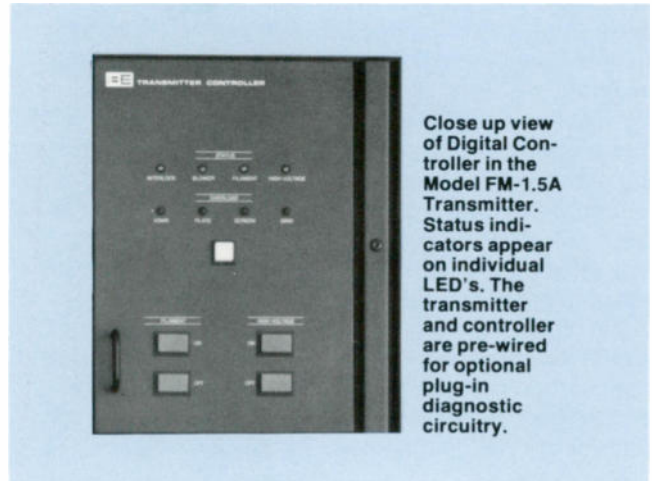 BE TRANSMITTER CONTROLLER
STATUS
INTERLOCK BLOWER FILAMENT HIGH VOLTAGE
OVERLOAD
PLATE SCREEN
FILAMENT HIGH VOLTAGE
ON ON
OFF OFF
Close up view
of Digital Con-
troller in the
Model FM-1.5A
Transmitter.
Status indi-
cators appear
on individual
LED's. The
transmitter
and controller
are pre-wired
for optional
plug-in
diagnostic
circuitry.